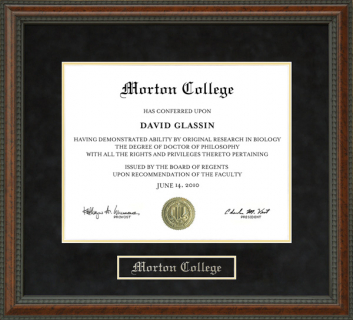 Morton College
HAS CONFERRED UPON
DAVID GLASSIN
HAVING DEMONSTRATED ABILITY BY ORIGINAL RESEARCH IN BIOLOGY
THE DEGREE OF DOCTOR OF PHILOSOPHY
WITH ALL THE RIGHTS AND PRIVILEGES THERETO PERTAINING
ISSUED BY THE BOARD OF REGENTS
UPON RECOMMENDATION OF THE FACULTY
JUNE 14, 2010
PROVOST
PRESIDENT
Morton College